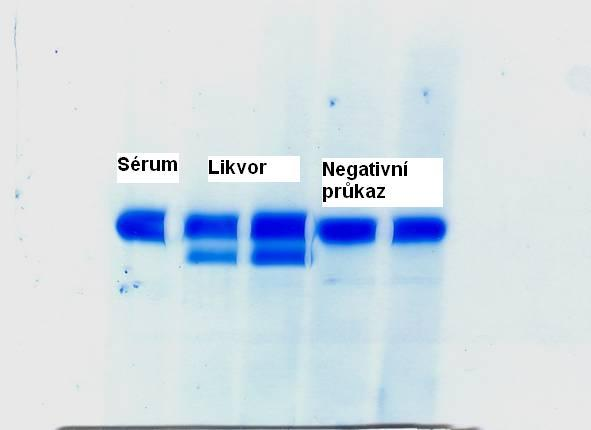 Sérum
Likvor
Negativní
průkaz